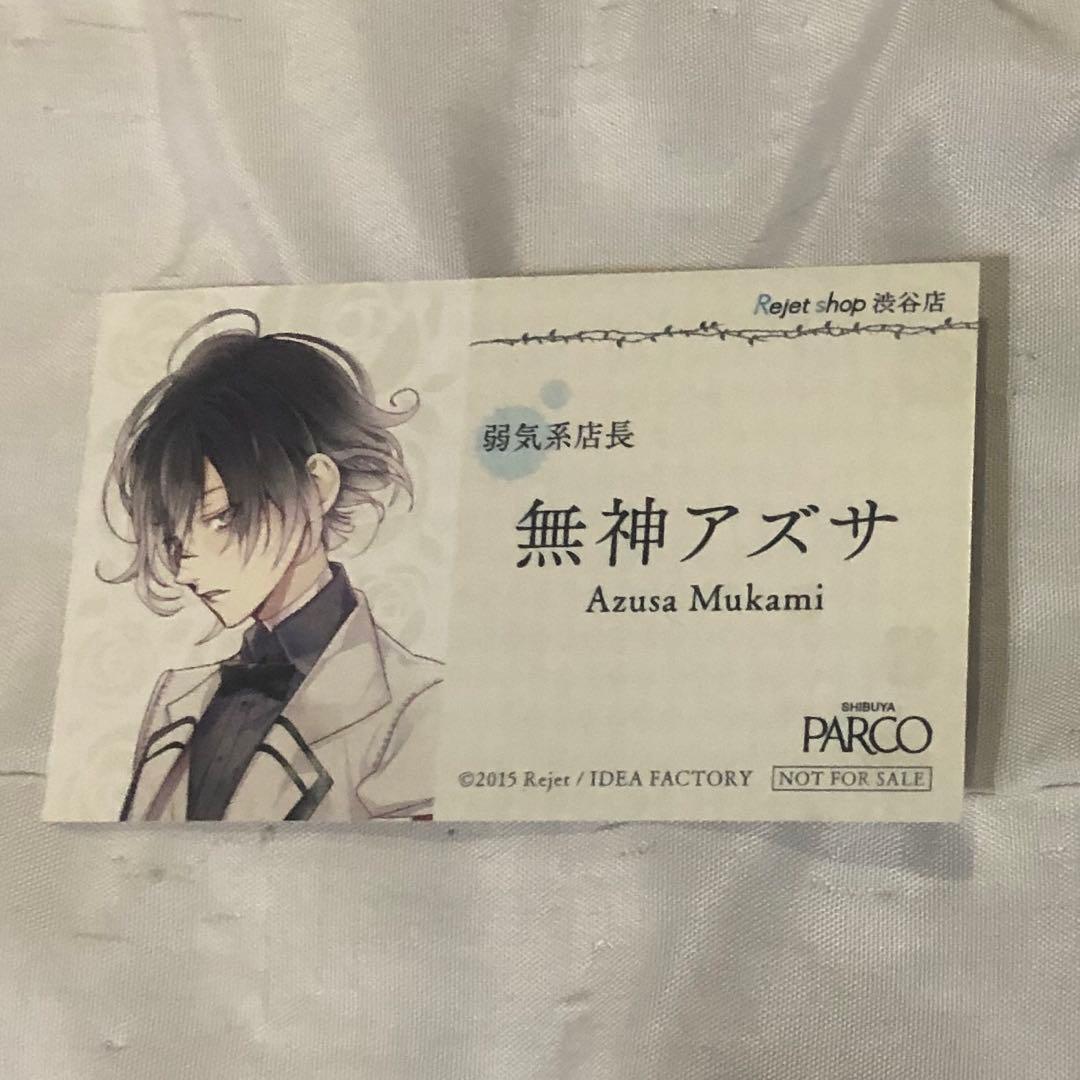 Rejet shop 渋谷店
弱気系店長
無神アズサ
Azusa Mukami
SHIBUYA
PARCO
©2015 Rejet / IDEA FACTORY
NOT FOR SALE